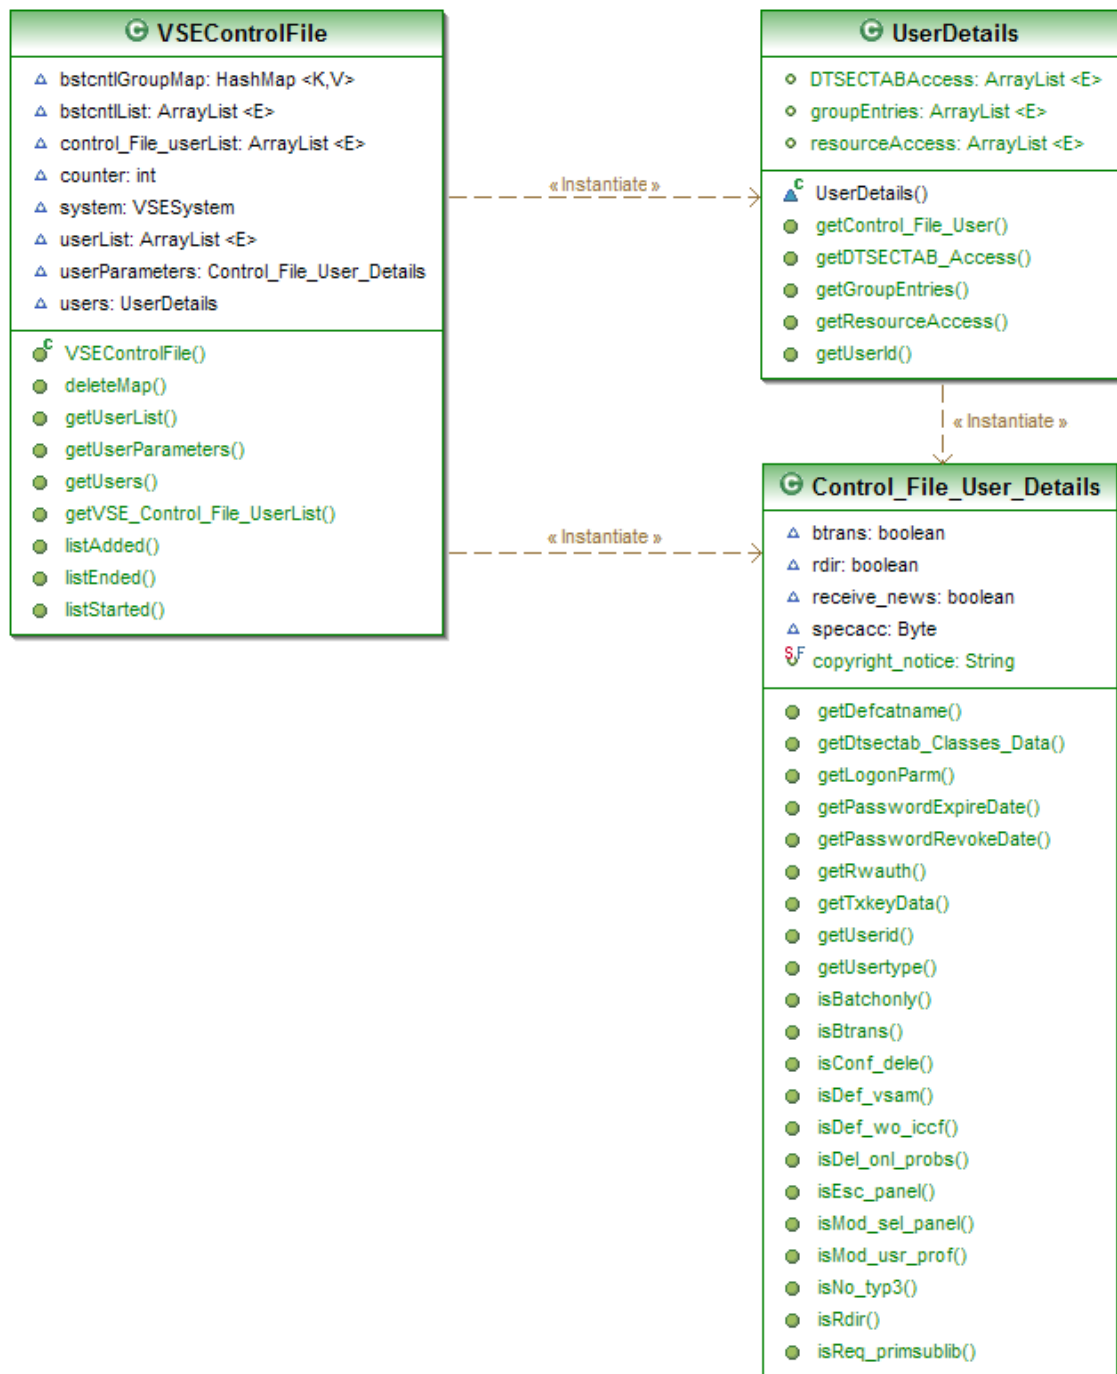 VSEControlFile
bstcntlGroupMap: HashMap <K,V>
bstcntlList: ArrayList <E>
control_File_userList: ArrayList <E>
counter: int
system: VSESystem
userList: ArrayList <E>
userParameters: Control_File_User_Details
users: UserDetails
VSEControlFile()
deleteMap()
getUserList()
getUserParameters()
getUsers()
getVSE_Control_File_UserList()
listAdded()
listEnded()
listStarted()
« Instantiate »
UserDetails
DTSECTABAccess: ArrayList <E>
groupEntries: ArrayList <E>
resourceAccess: ArrayList <E>
UserDetails()
getControl_File_User()
getDTSECTAB_Access()
getGroupEntries()
getResourceAccess()
getUserId()
« Instantiate »
« Instantiate »
Control_File_User_Details
btrans: boolean
rdir: boolean
receive_news: boolean
specacc: Byte
copyright_notice: String
getDefcatname()
getDtsectab_Classes_Data()
getLogonParm()
getPasswordExpireDate()
getPasswordRevokeDate()
getRwauth()
getTxkeyData()
getUserid()
getUsertype()
isBatchonly()
isBtrans()
isConf_dele()
isDef_vsam()
isDef_wo_iccf()
isDel_onl_probs()
isEsc_panel()
isMod_sel_panel()
isMod_usr_prof()
isNo_typ3()
isRdir()
isReq_primsublib()